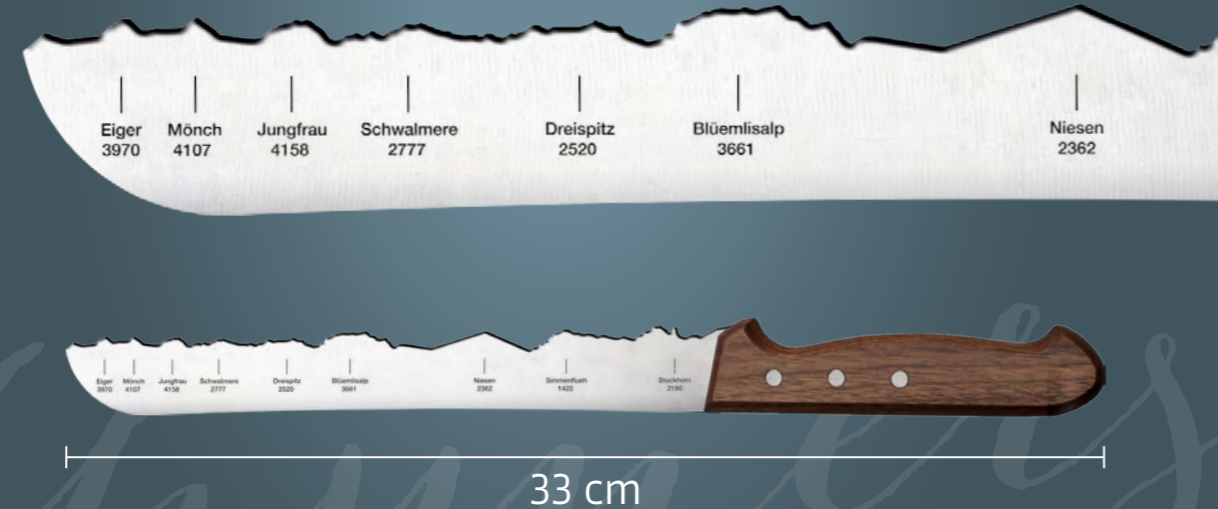 Eiger
3970
Mönch
4107
Jungfrau
4158
Schwalmere
2777
Dreispitz
2520
Blüemlisalp
3661
Niesen
2362
Eiger
3970
Mönch
4107
Jungfrau
4158
Schwalmere
2777
Dreispitz
2520
Blüemlisalp
3661
Niesen
2362
Simmenflueh
1422
Stockhorn
2190
33 cm